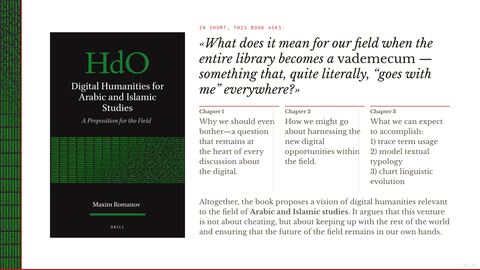 HdO
Digital Humanities for
Arabic and Islamic
Studies
A Proposition for the Field
Maxim Romanov
BRILL
IN SHORT, THIS BOOK ASKS:
«What does it mean for our field when the
entire library becomes a vademecum —
something that, quite literally, “goes with
me” everywhere?»
Chapter 1
Why we should even
bother—a question
that remains at
the heart of every
discussion about
the digital.
Chapter 2
How we might go
about harnessing the
new digital
opportunities within
the field.
Chapter 3
What we can expect
to accomplish:
1) trace term usage
2) model textual
typology
3) chart linguistic
evolution
Altogether, the book proposes a vision of digital humanities relevant
to the field of Arabic and Islamic studies. It argues that this venture
is not about cheating, but about keeping up with the rest of the world
and ensuring that the future of the field remains in our own hands.